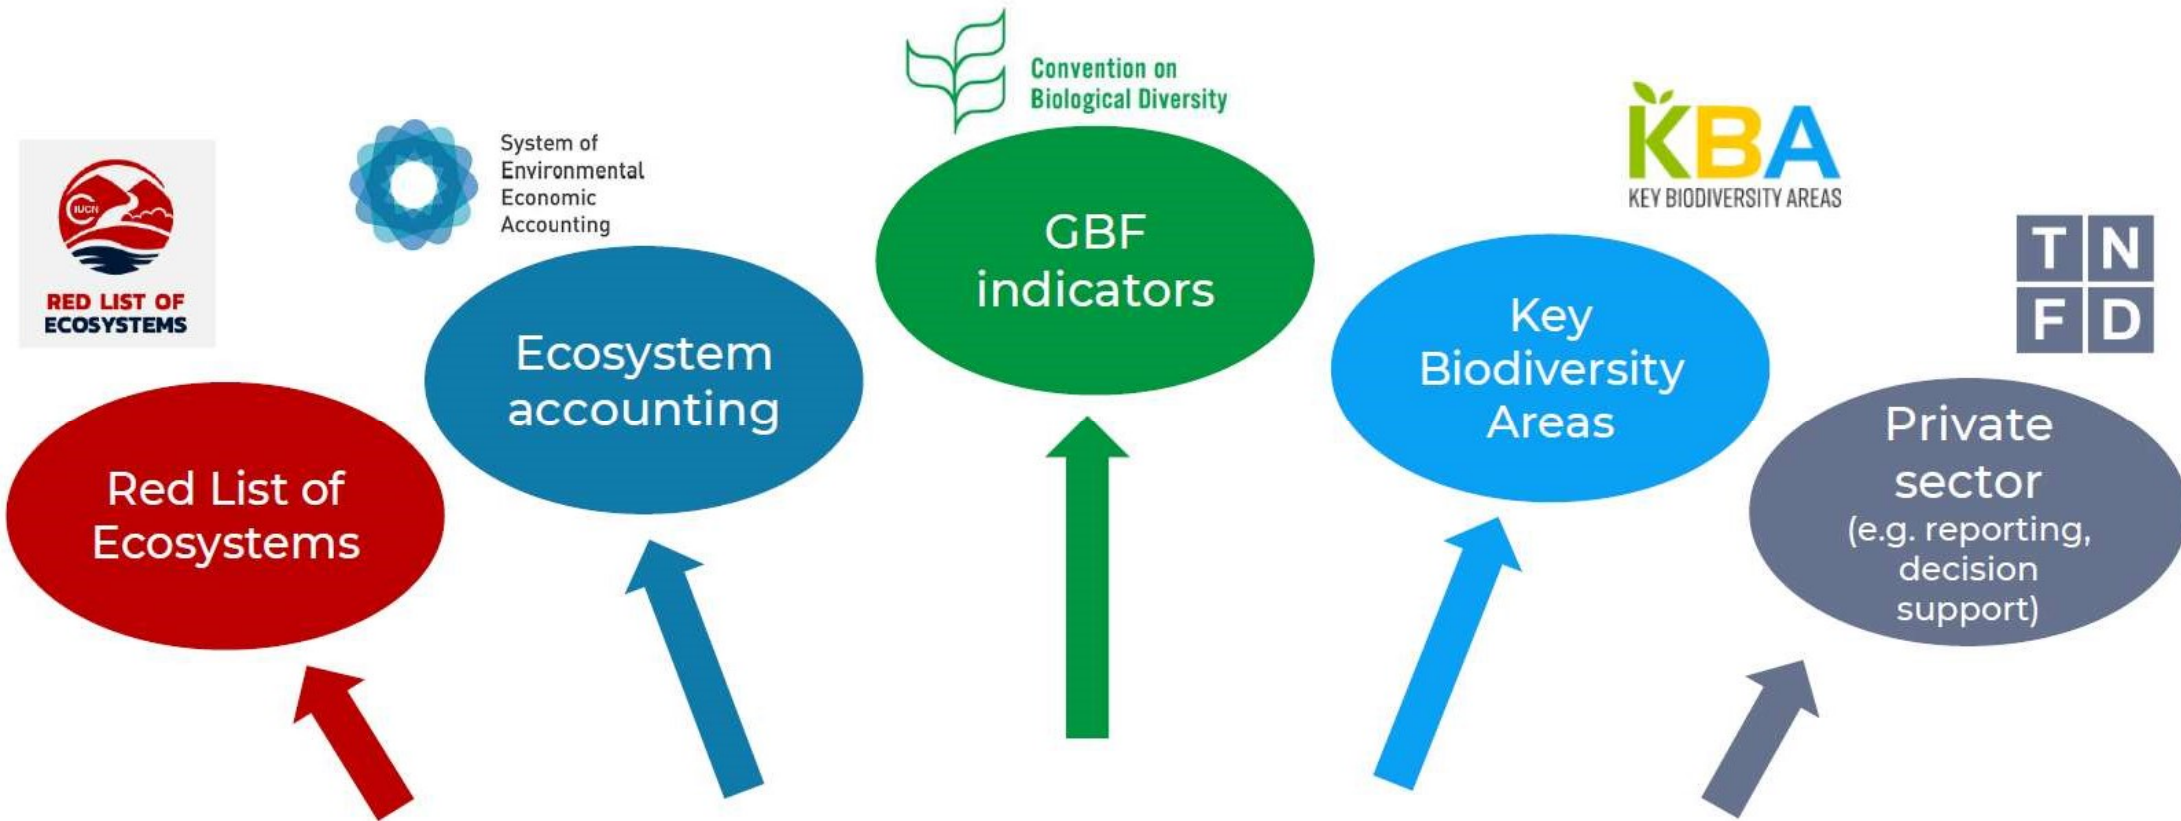 Convention on
Biological Diversity
System of
Environmental
Economic
Accounting
KBA
KEY BIODIVERSITY AREAS
IUCN
RED LIST OF
ECOSYSTEMS
T N
F D
GBF
indicators
Ecosystem
accounting
Key
Biodiversity
Areas
Red List of
Ecosystems
Private
sector
(e.g. reporting,
decision
support)